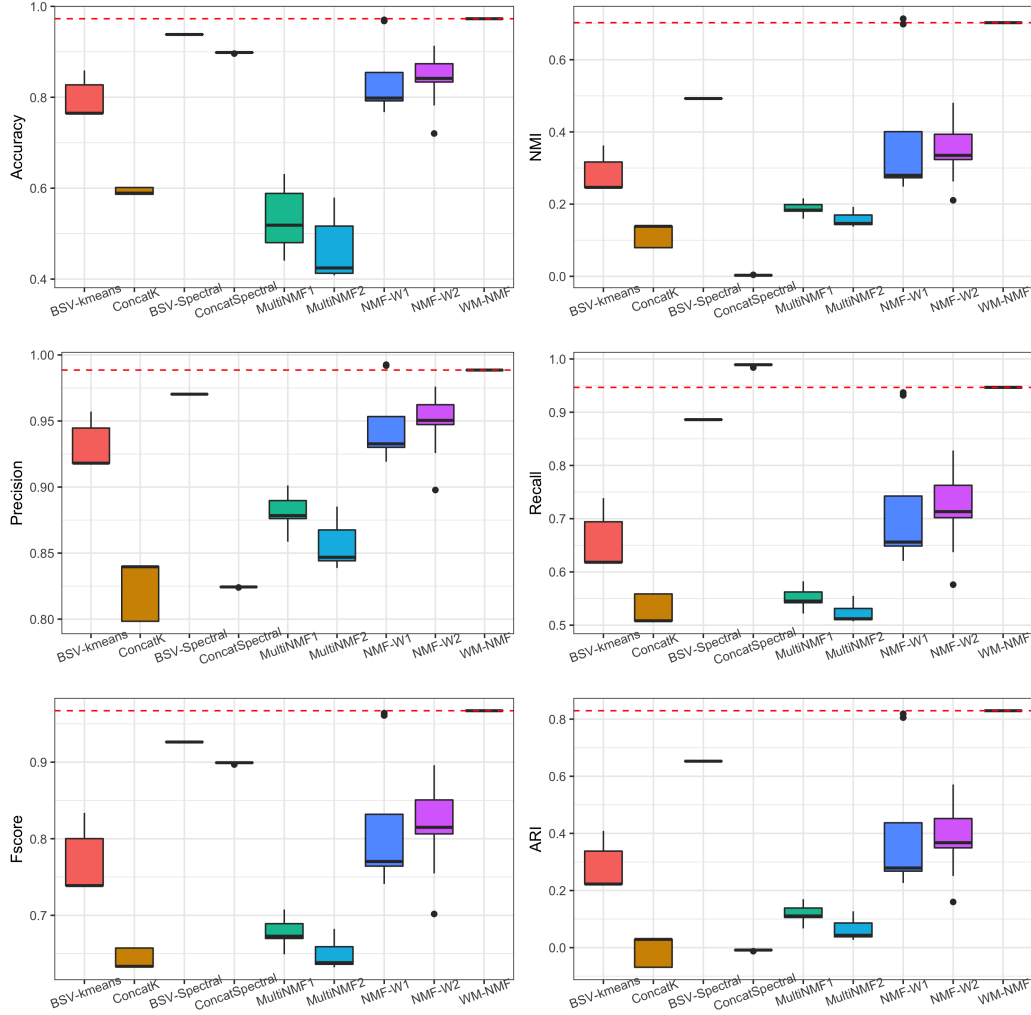 1.0
0.8
0.6
0.4
Accuracy
BSV-kmeans
ConcatK
BSV-Spectral
ConcatSpectral
MultiNMF1
MultiNMF2
NMF-W1
NMF-W2
WM-NMF
0.6
0.4
0.2
0.0
NMI
BSV-kmeans
ConcatK
BSV-Spectral
ConcatSpectral
MultiNMF1
MultiNMF2
NMF-W1
NMF-W2
WM-NMF
1.00
0.95
0.90
0.85
0.80
Precision
BSV-kmeans
ConcatK
BSV-Spectral
ConcatSpectral
MultiNMF1
MultiNMF2
NMF-W1
NMF-W2
WM-NMF
1.0
0.9
0.8
0.7
0.6
0.5
Recall
BSV-kmeans
ConcatK
BSV-Spectral
ConcatSpectral
MultiNMF1
MultiNMF2
NMF-W1
NMF-W2
WM-NMF
0.9
0.8
0.7
Fscore
BSV-kmeans
ConcatK
BSV-Spectral
ConcatSpectral
MultiNMF1
MultiNMF2
NMF-W1
NMF-W2
WM-NMF
0.8
0.6
0.4
0.2
0.0
ARI
BSV-kmeans
ConcatK
BSV-Spectral
ConcatSpectral
MultiNMF1
MultiNMF2
NMF-W1
NMF-W2
WM-NMF